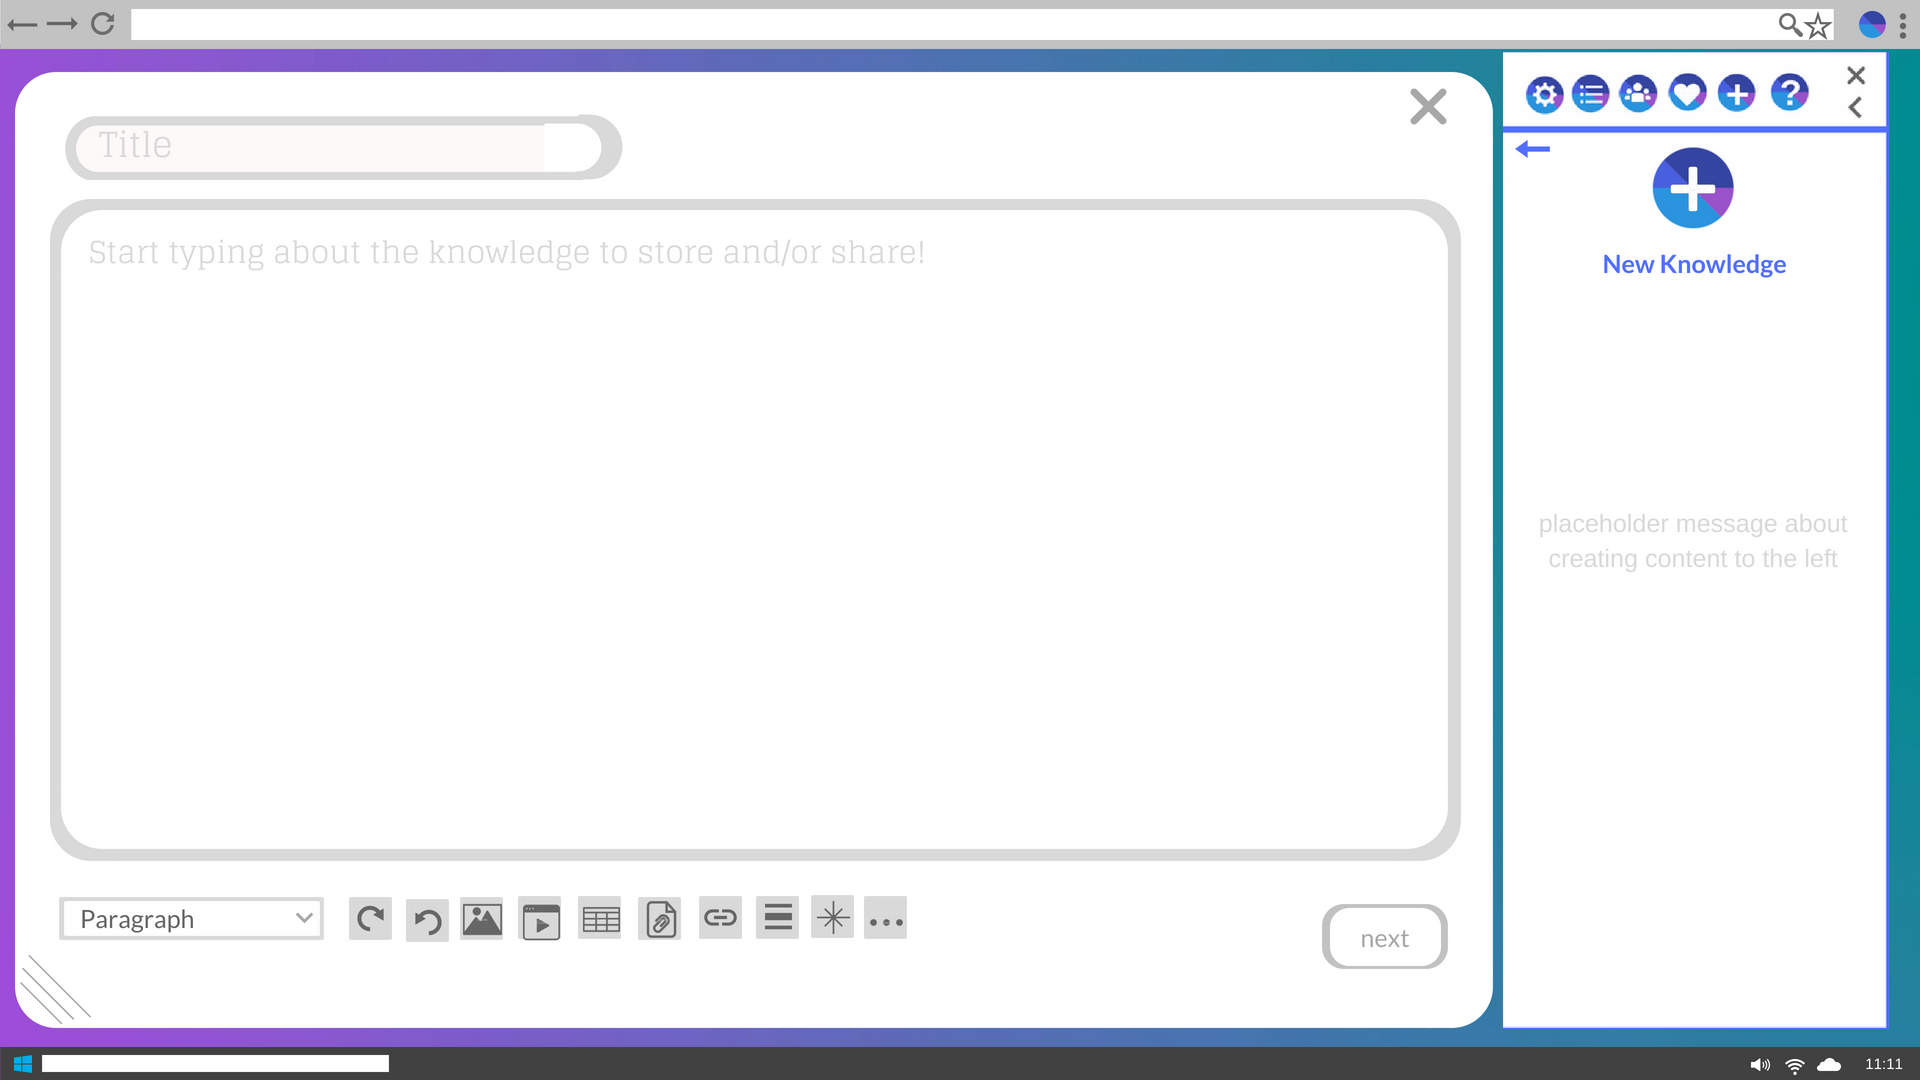 Title
Start typing about the knowledge to store and/or share!
Paragraph
next
New Knowledge
placeholder message about
creating content to the left
11:11